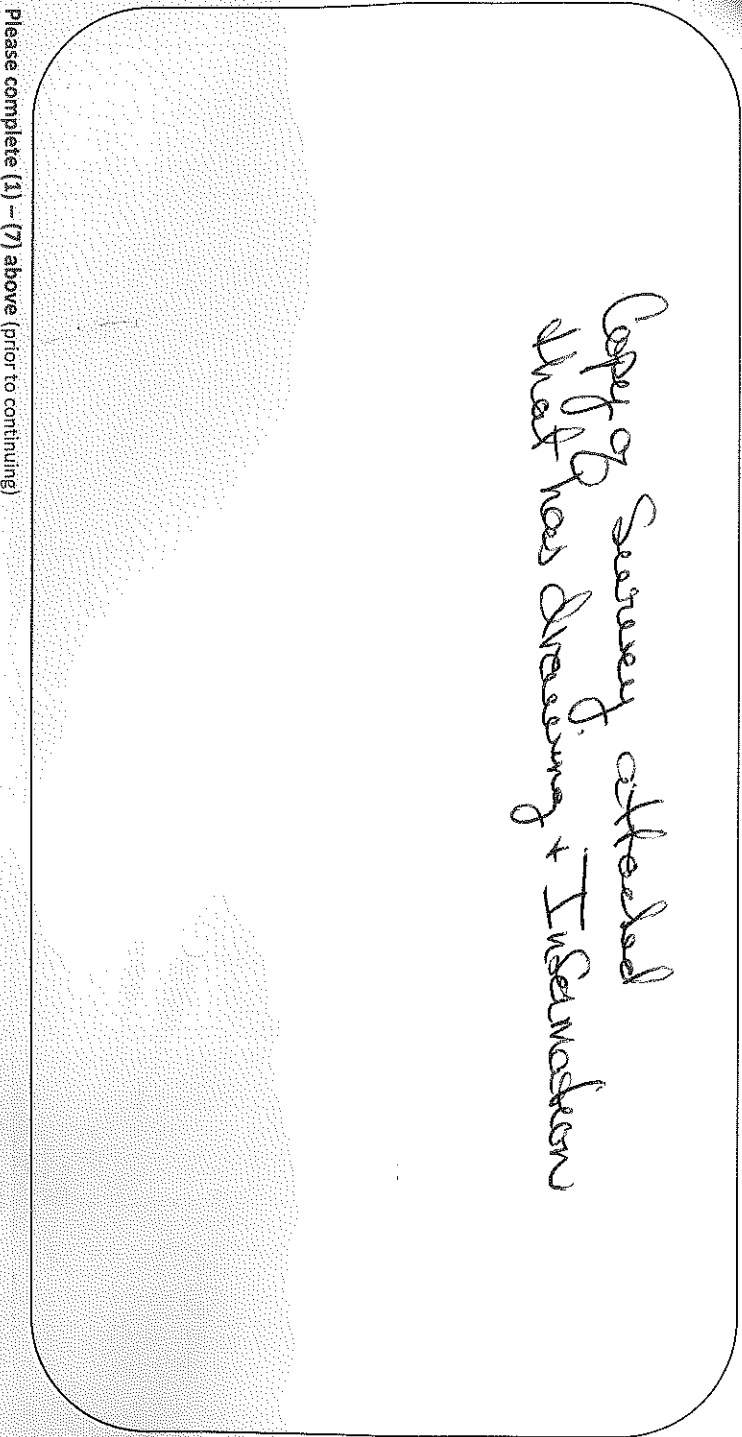 Copy of Survey attached
that has drawing + Information
Please complete (1) – (7) above (prior to continuing)